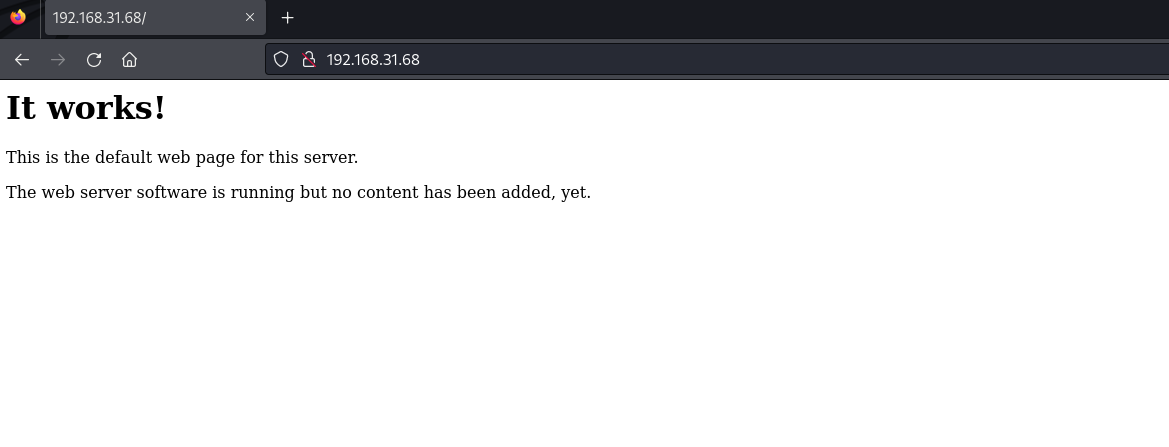 192.168.31.68/
192.168.31.68
It works!
This is the default web page for this server.
The web server software is running but no content has been added, yet.